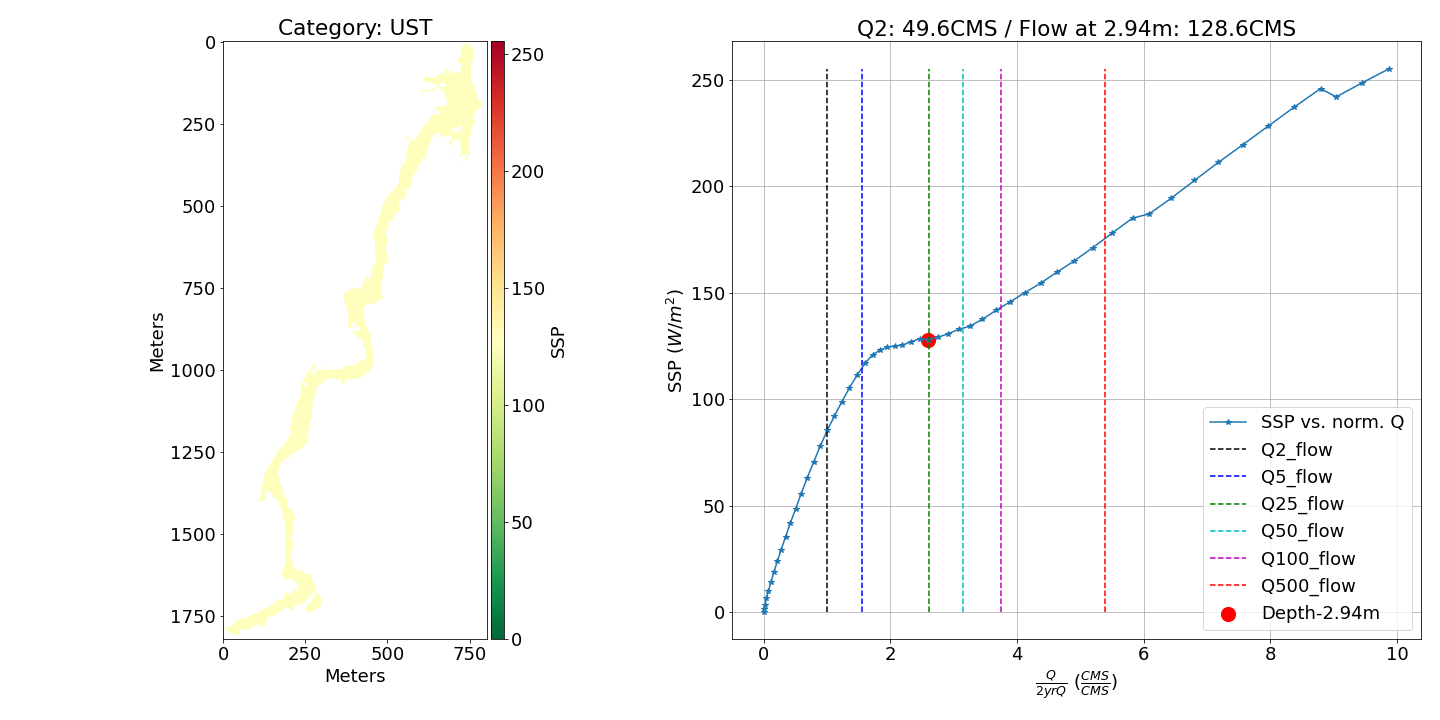 Category: UST
0
250
500
750
1000
1250
1500
1750
Meters
0
250
500
750
Meters
250
200
150
100
50
0
SSP
Q2: 49.6CMS / Flow at 2.94m: 128.6CMS
250
200
150
100
50
0
SSP (W/m²)
0
2
4
6
8
10
Q/2yrQ (CMS/CMS)
SSP vs. norm. Q
Q2_flow
Q5_flow
Q25_flow
Q50_flow
Q100_flow
Q500_flow
Depth-2.94m